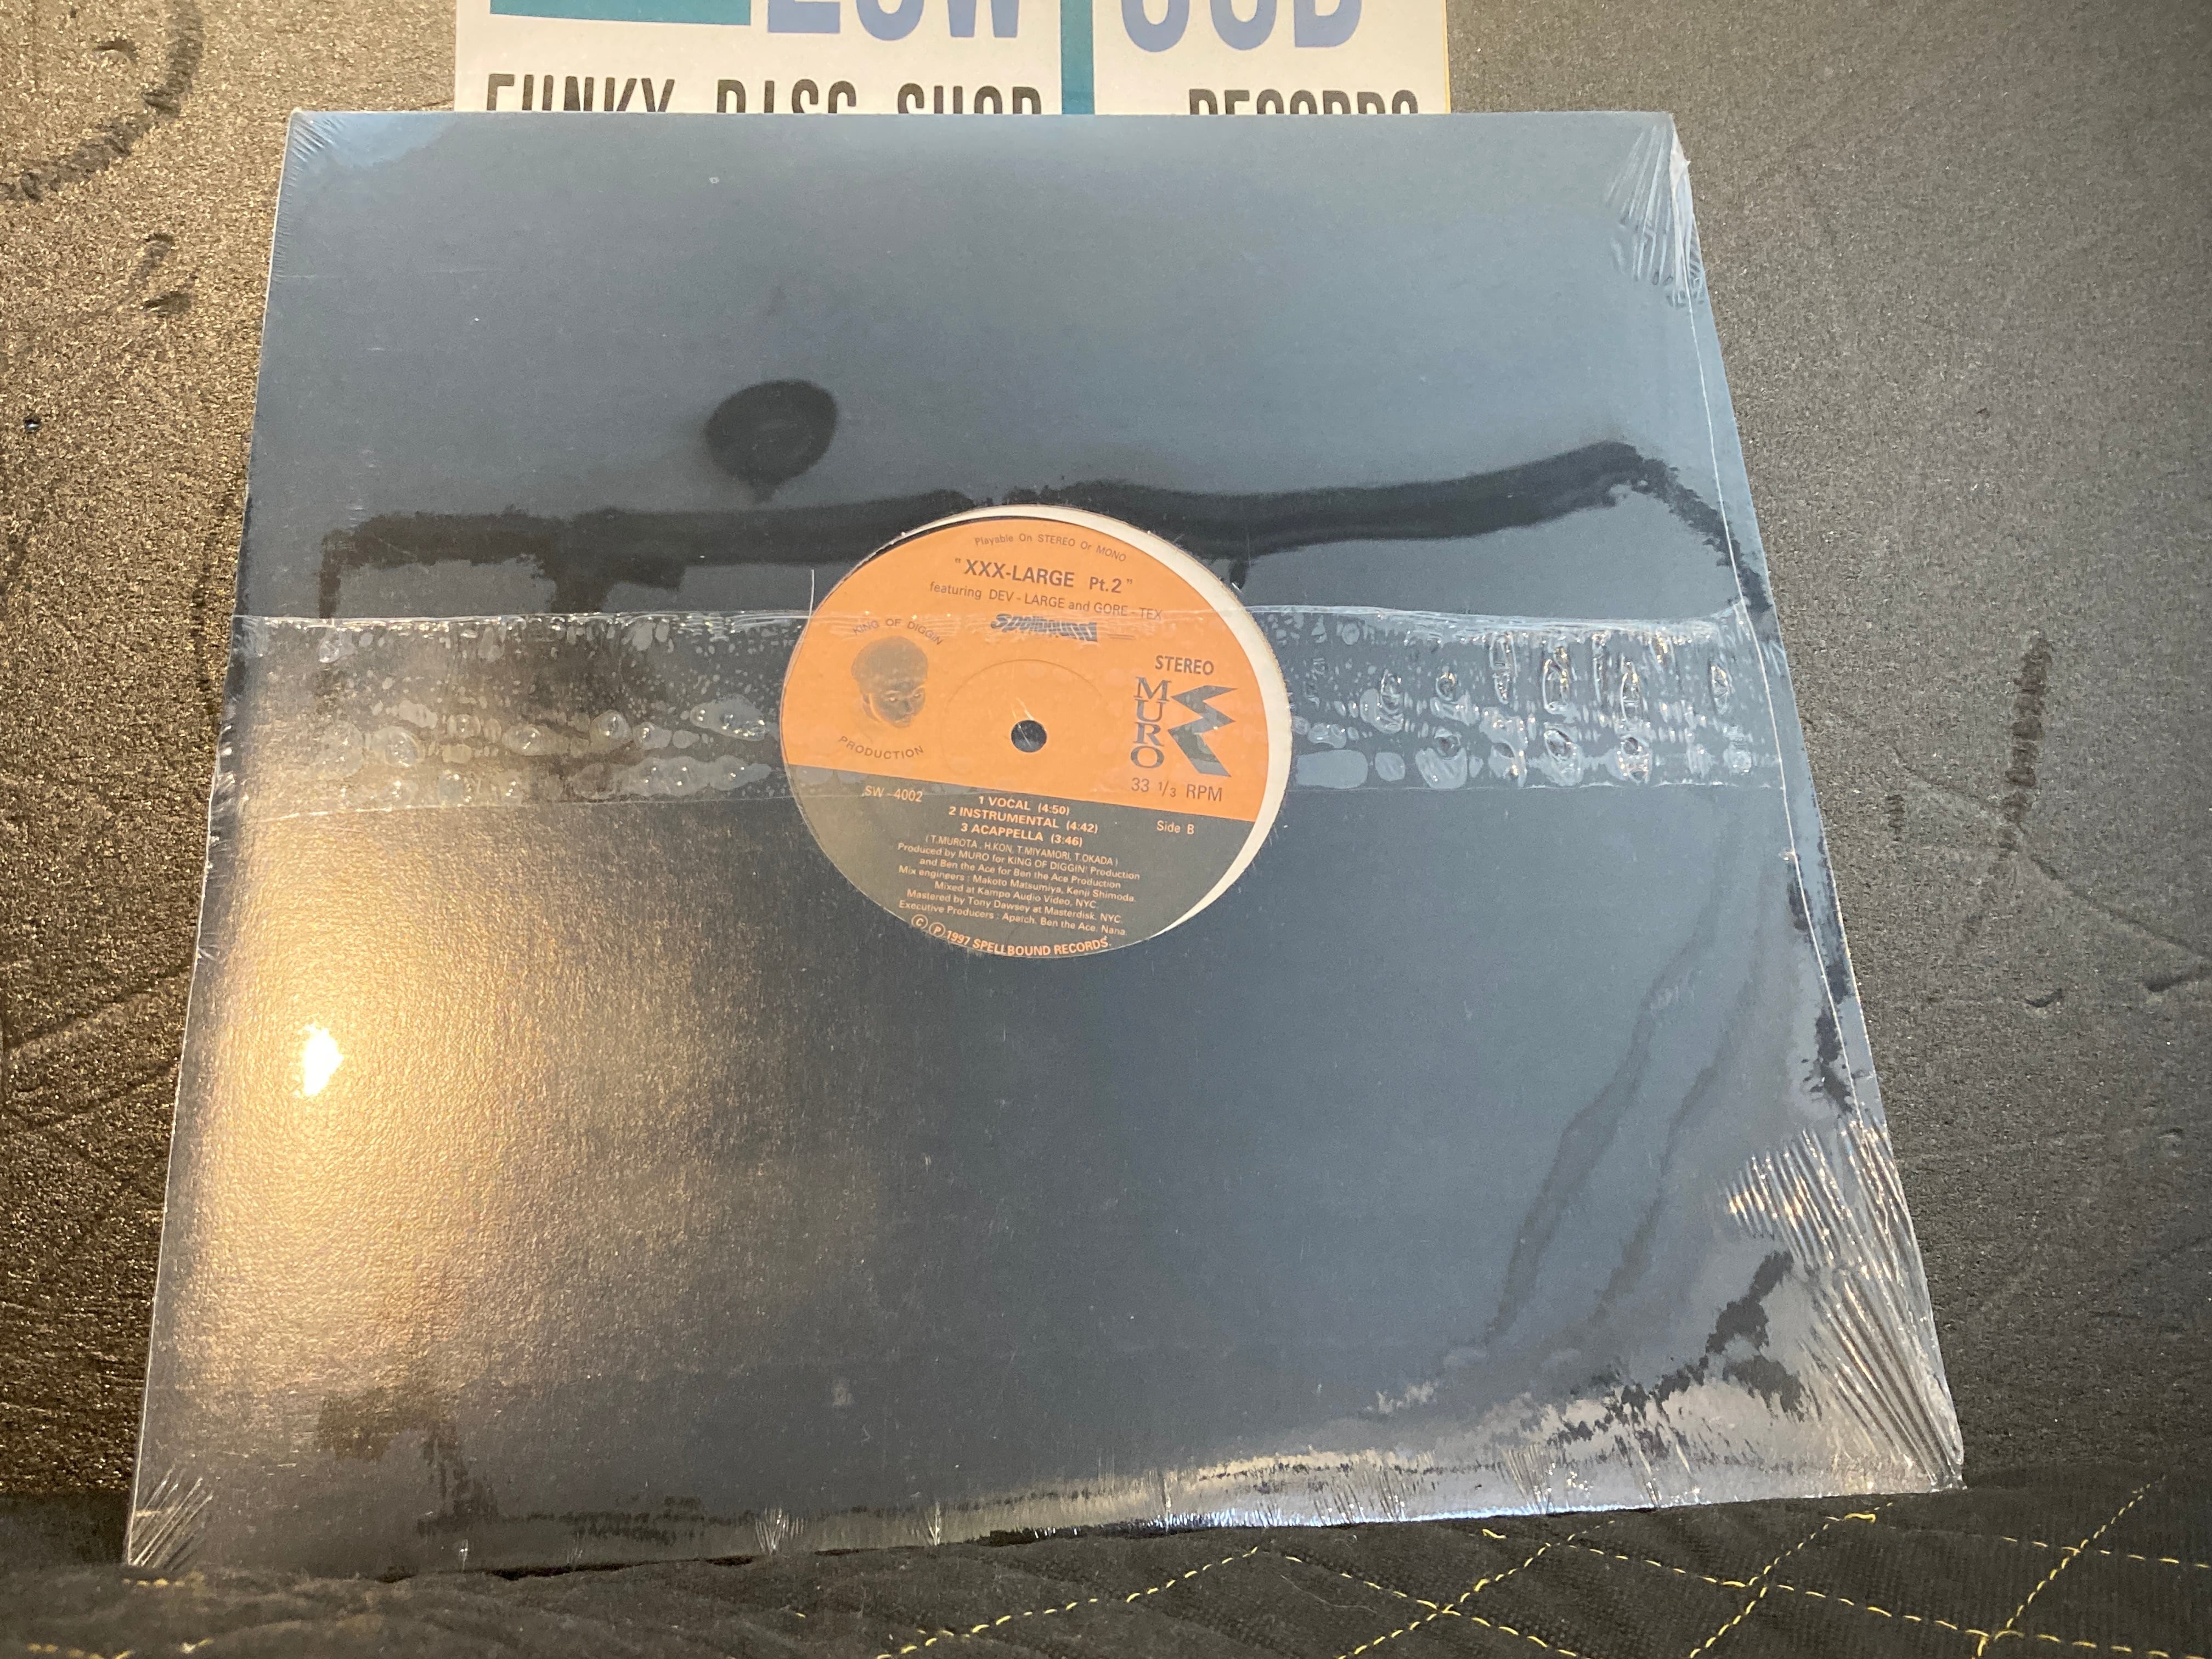 FUNKY DISC SHOP RECORDS
Playable On STEREO Or MONO
"XXX-LARGE Pt.2"
featuring DEV-LARGE and GORE-TEX
Spellbound
KING OF DIGGIN
PRODUCTION
STEREO
MURO
33 1/3 RPM
SW-4002
Side B
1 VOCAL (4:50)
2 INSTRUMENTAL (4:42)
3 ACAPPELLA (3:46)
(T.MUROTA, H.KON, T.MIYAMORI, T.OKADA)
Produced by MURO for KING OF DIGGIN' Production
and Ben the Ace for Ben the Ace Production
Mix engineers : Makoto Matsumiya, Kenji Shimoda.
Mixed at Kampo Audio Video, NYC.
Mastered by Tony Dawsey at Masterdisk, NYC.
Executive Producers : Apatch, Ben the Ace, Nana.
© ℗ 1997 SPELLBOUND RECORDS.